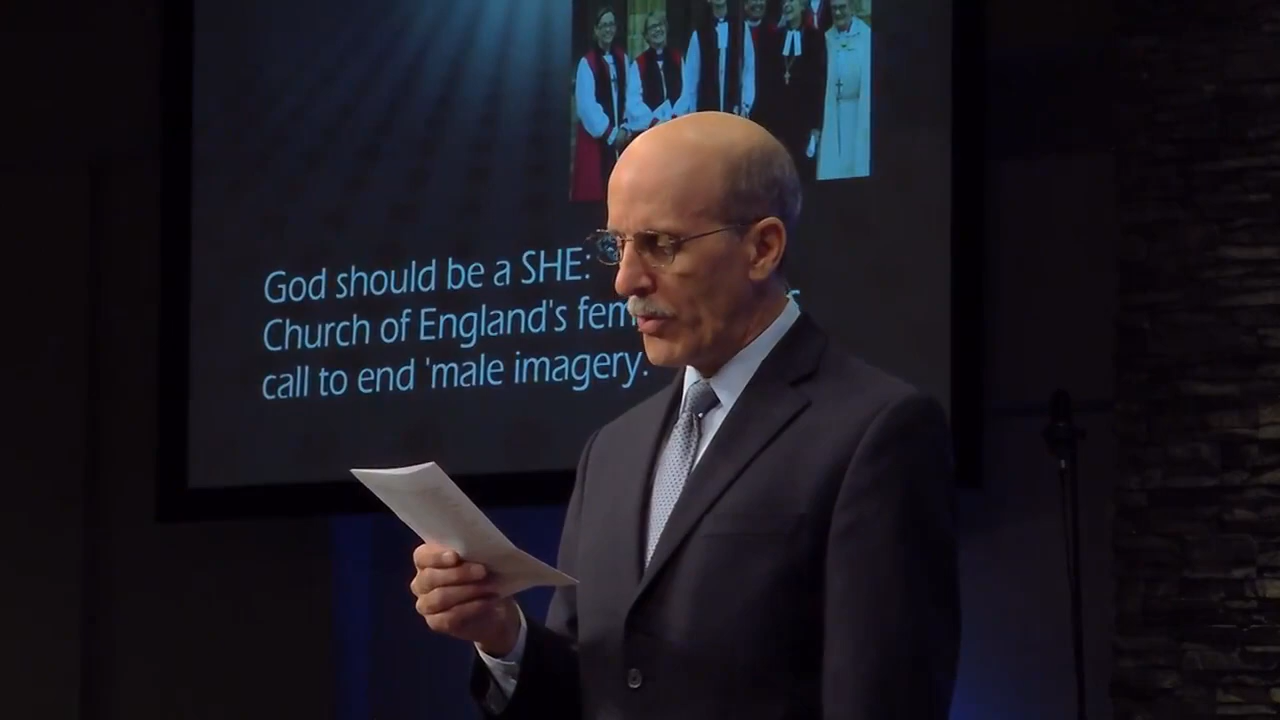 God should be a SHE:
Church of England's fem
call to end 'male imagery.